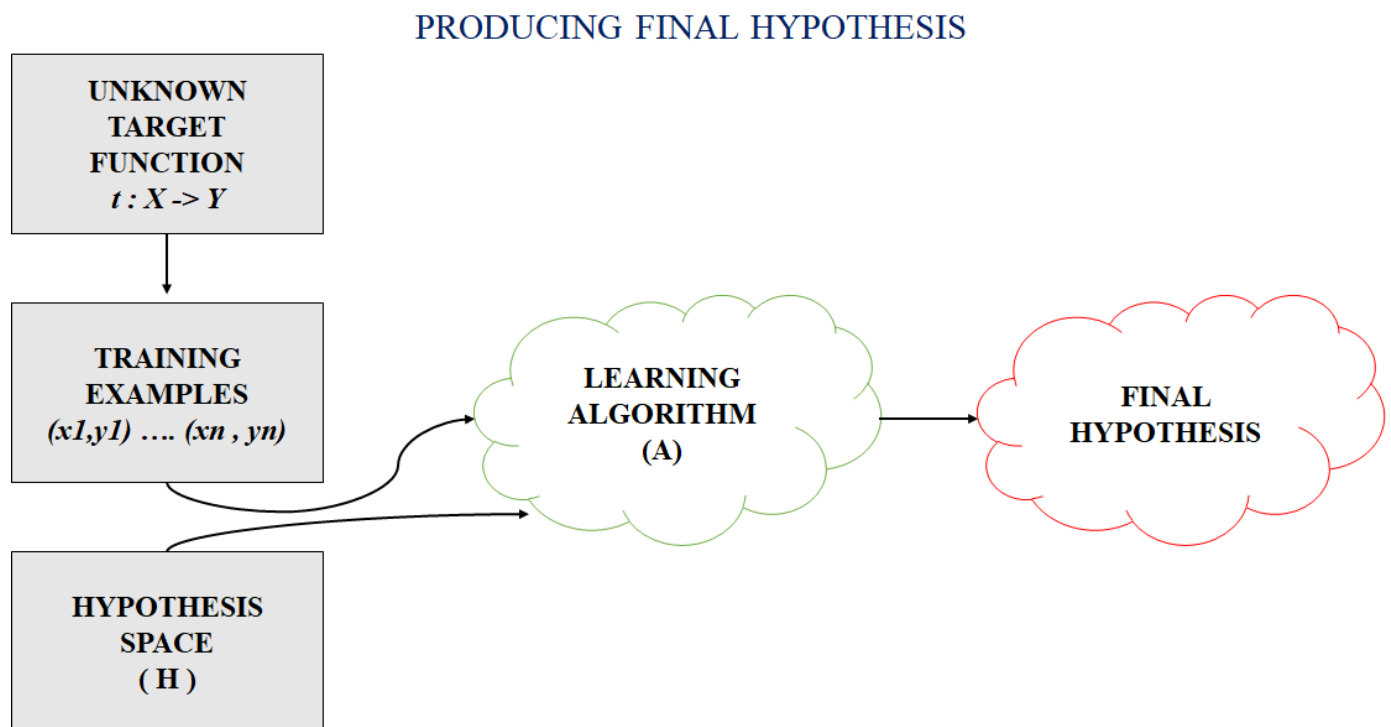 PRODUCING FINAL HYPOTHESIS
UNKNOWN
TARGET
FUNCTION
t : X -> Y
TRAINING
EXAMPLES
(x1,y1) .... (xn , yn)
HYPOTHESIS
SPACE
( H )
LEARNING
ALGORITHM
(A)
FINAL
HYPOTHESIS